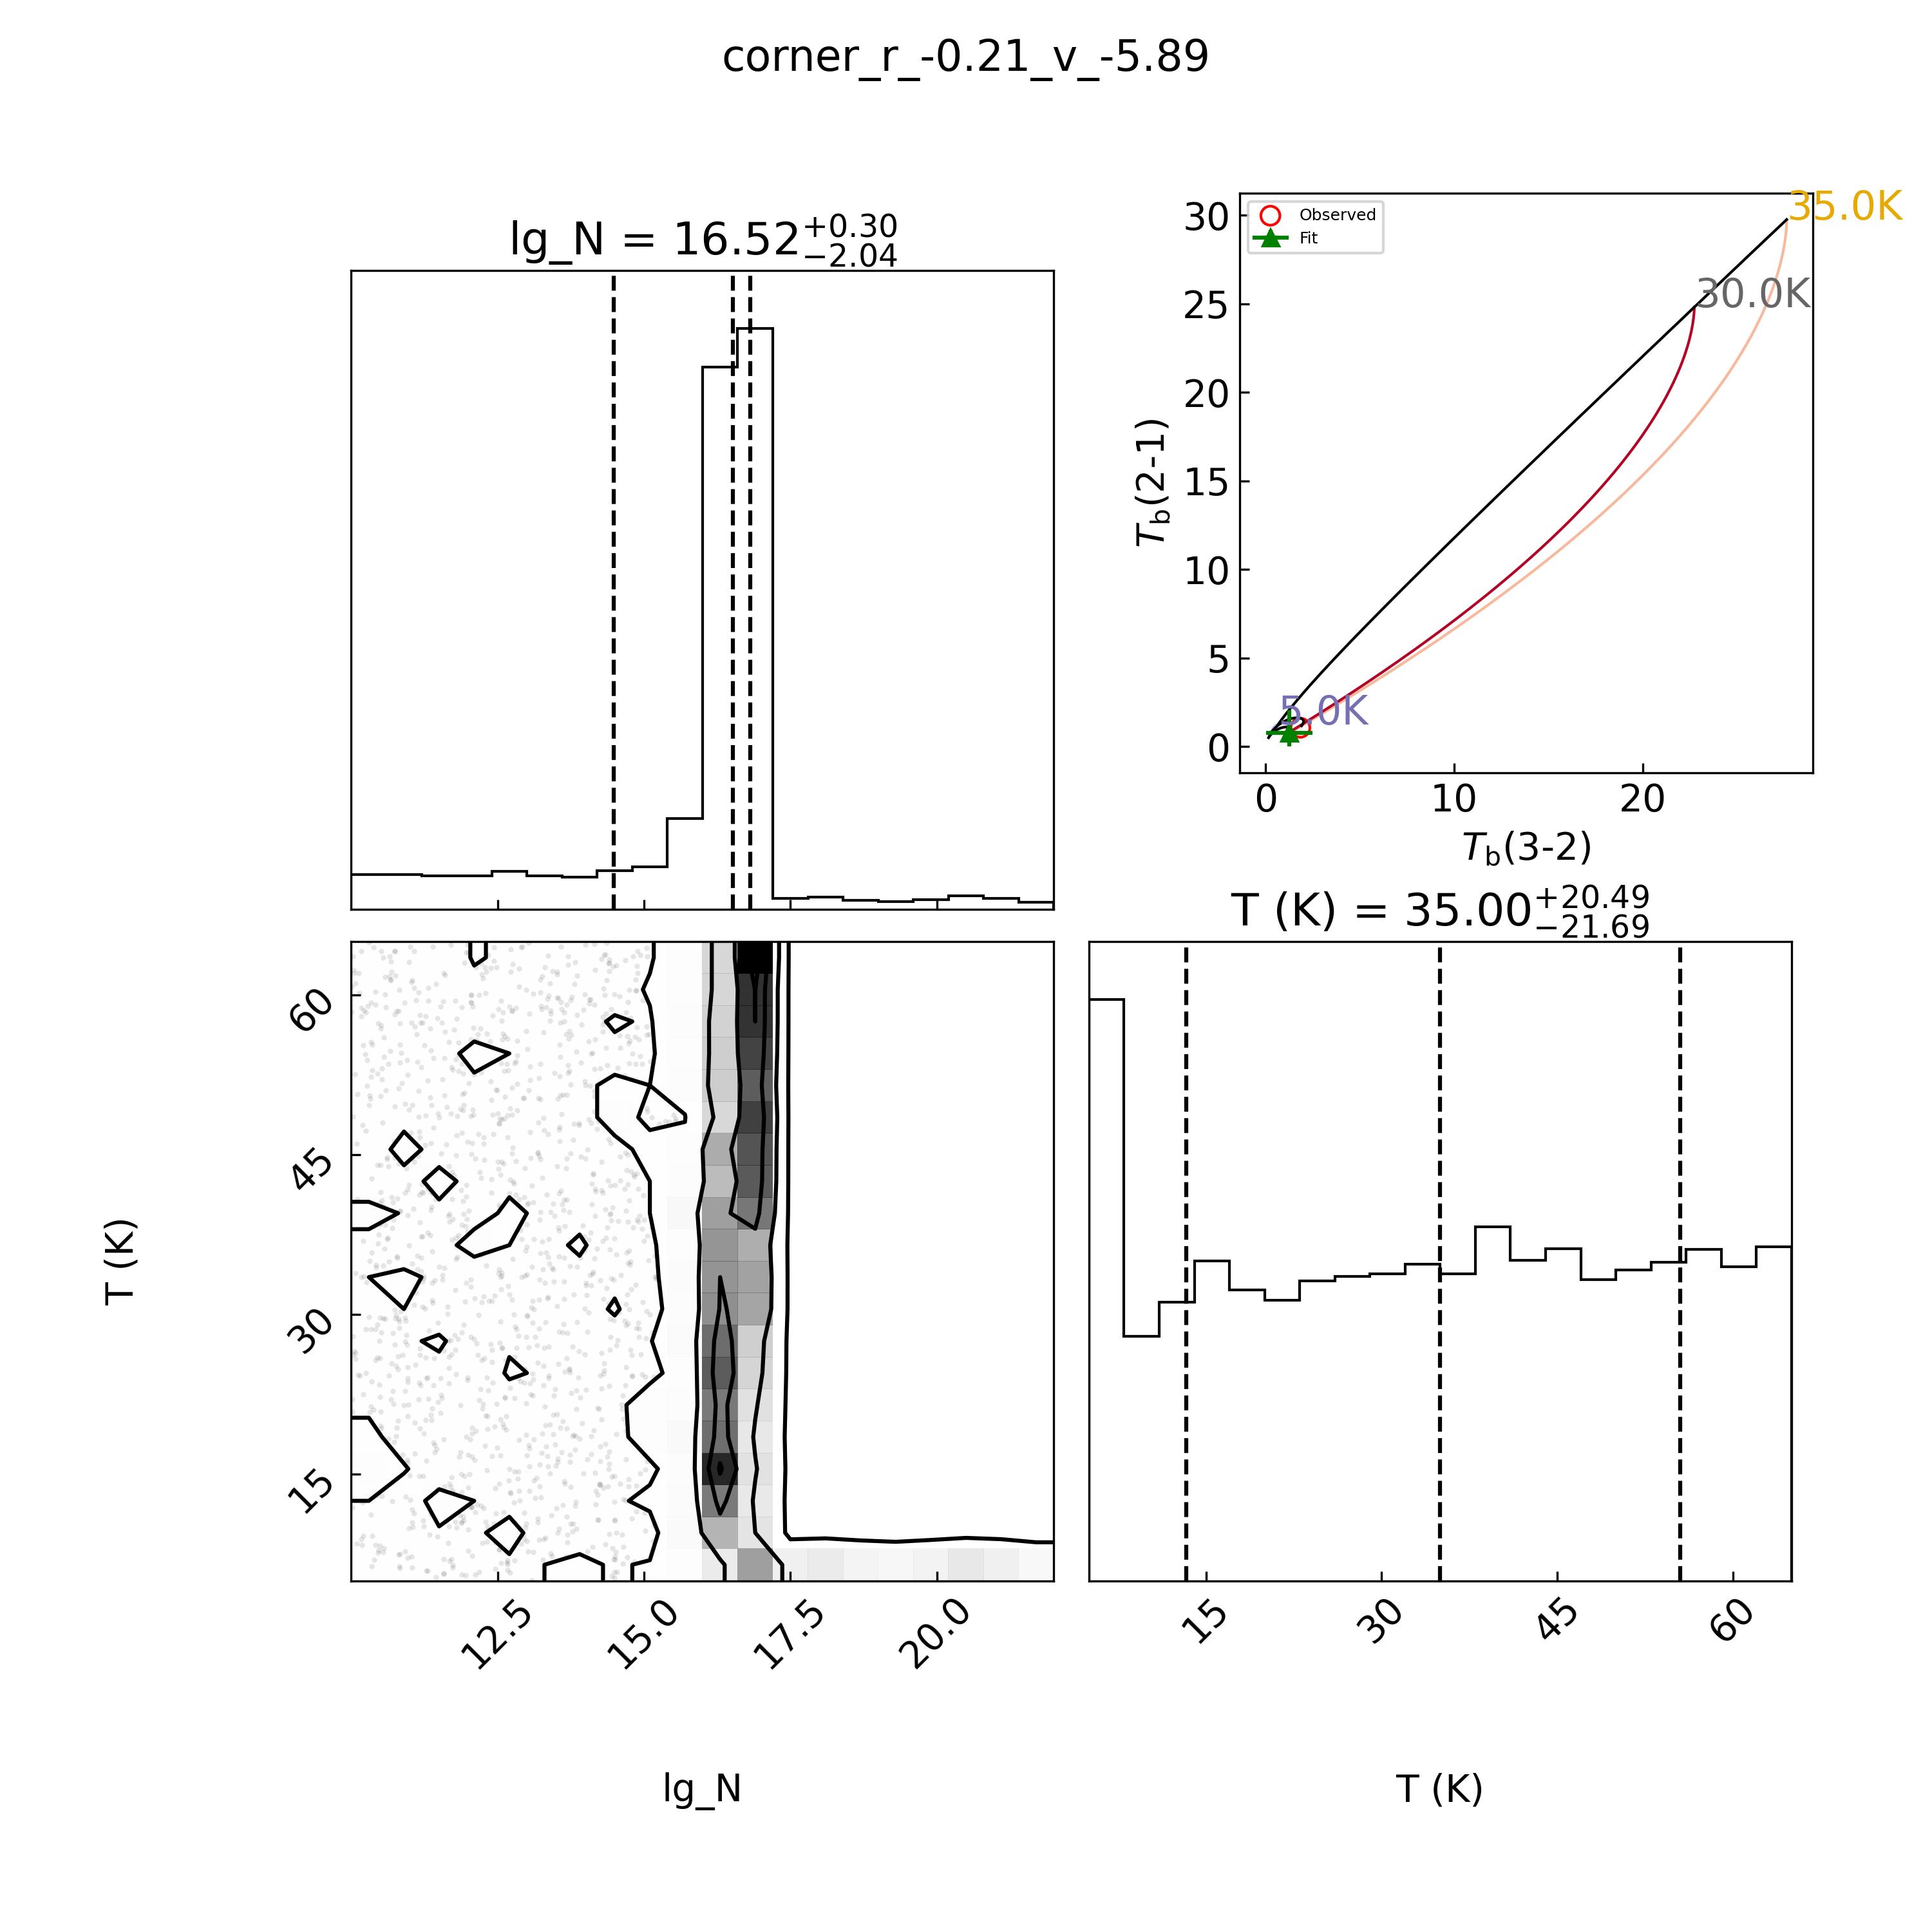 corner_r_-0.21_v_-5.89
lg_N = 16.52+0.30−2.04
30
25
20
15
10
5
0
Tb(2-1)
Observed
Fit
35.0K
30.0K
5.0K
0 10 20
Tb(3-2)
T (K) = 35.00+20.49−21.69
60
45
30
15
T (K)
12.5 15.0 17.5 20.0
lg_N
15 30 45 60
T (K)